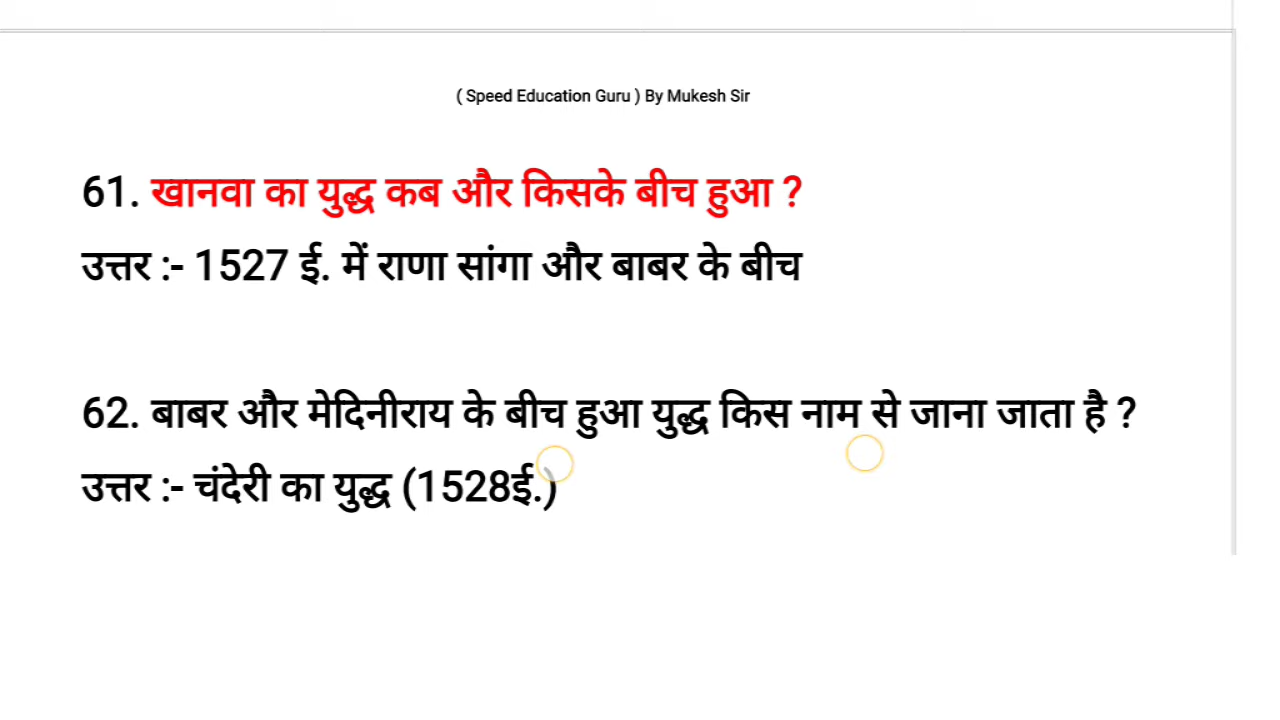 ( Speed Education Guru ) By Mukesh Sir
61. खानवा का युद्ध कब और किसके बीच हुआ ?
उत्तर :- 1527 ई. में राणा सांगा और बाबर के बीच
62. बाबर और मेदिनीराय के बीच हुआ युद्ध किस नाम से जाना जाता है ?
उत्तर :- चंदेरी का युद्ध (1528ई.)